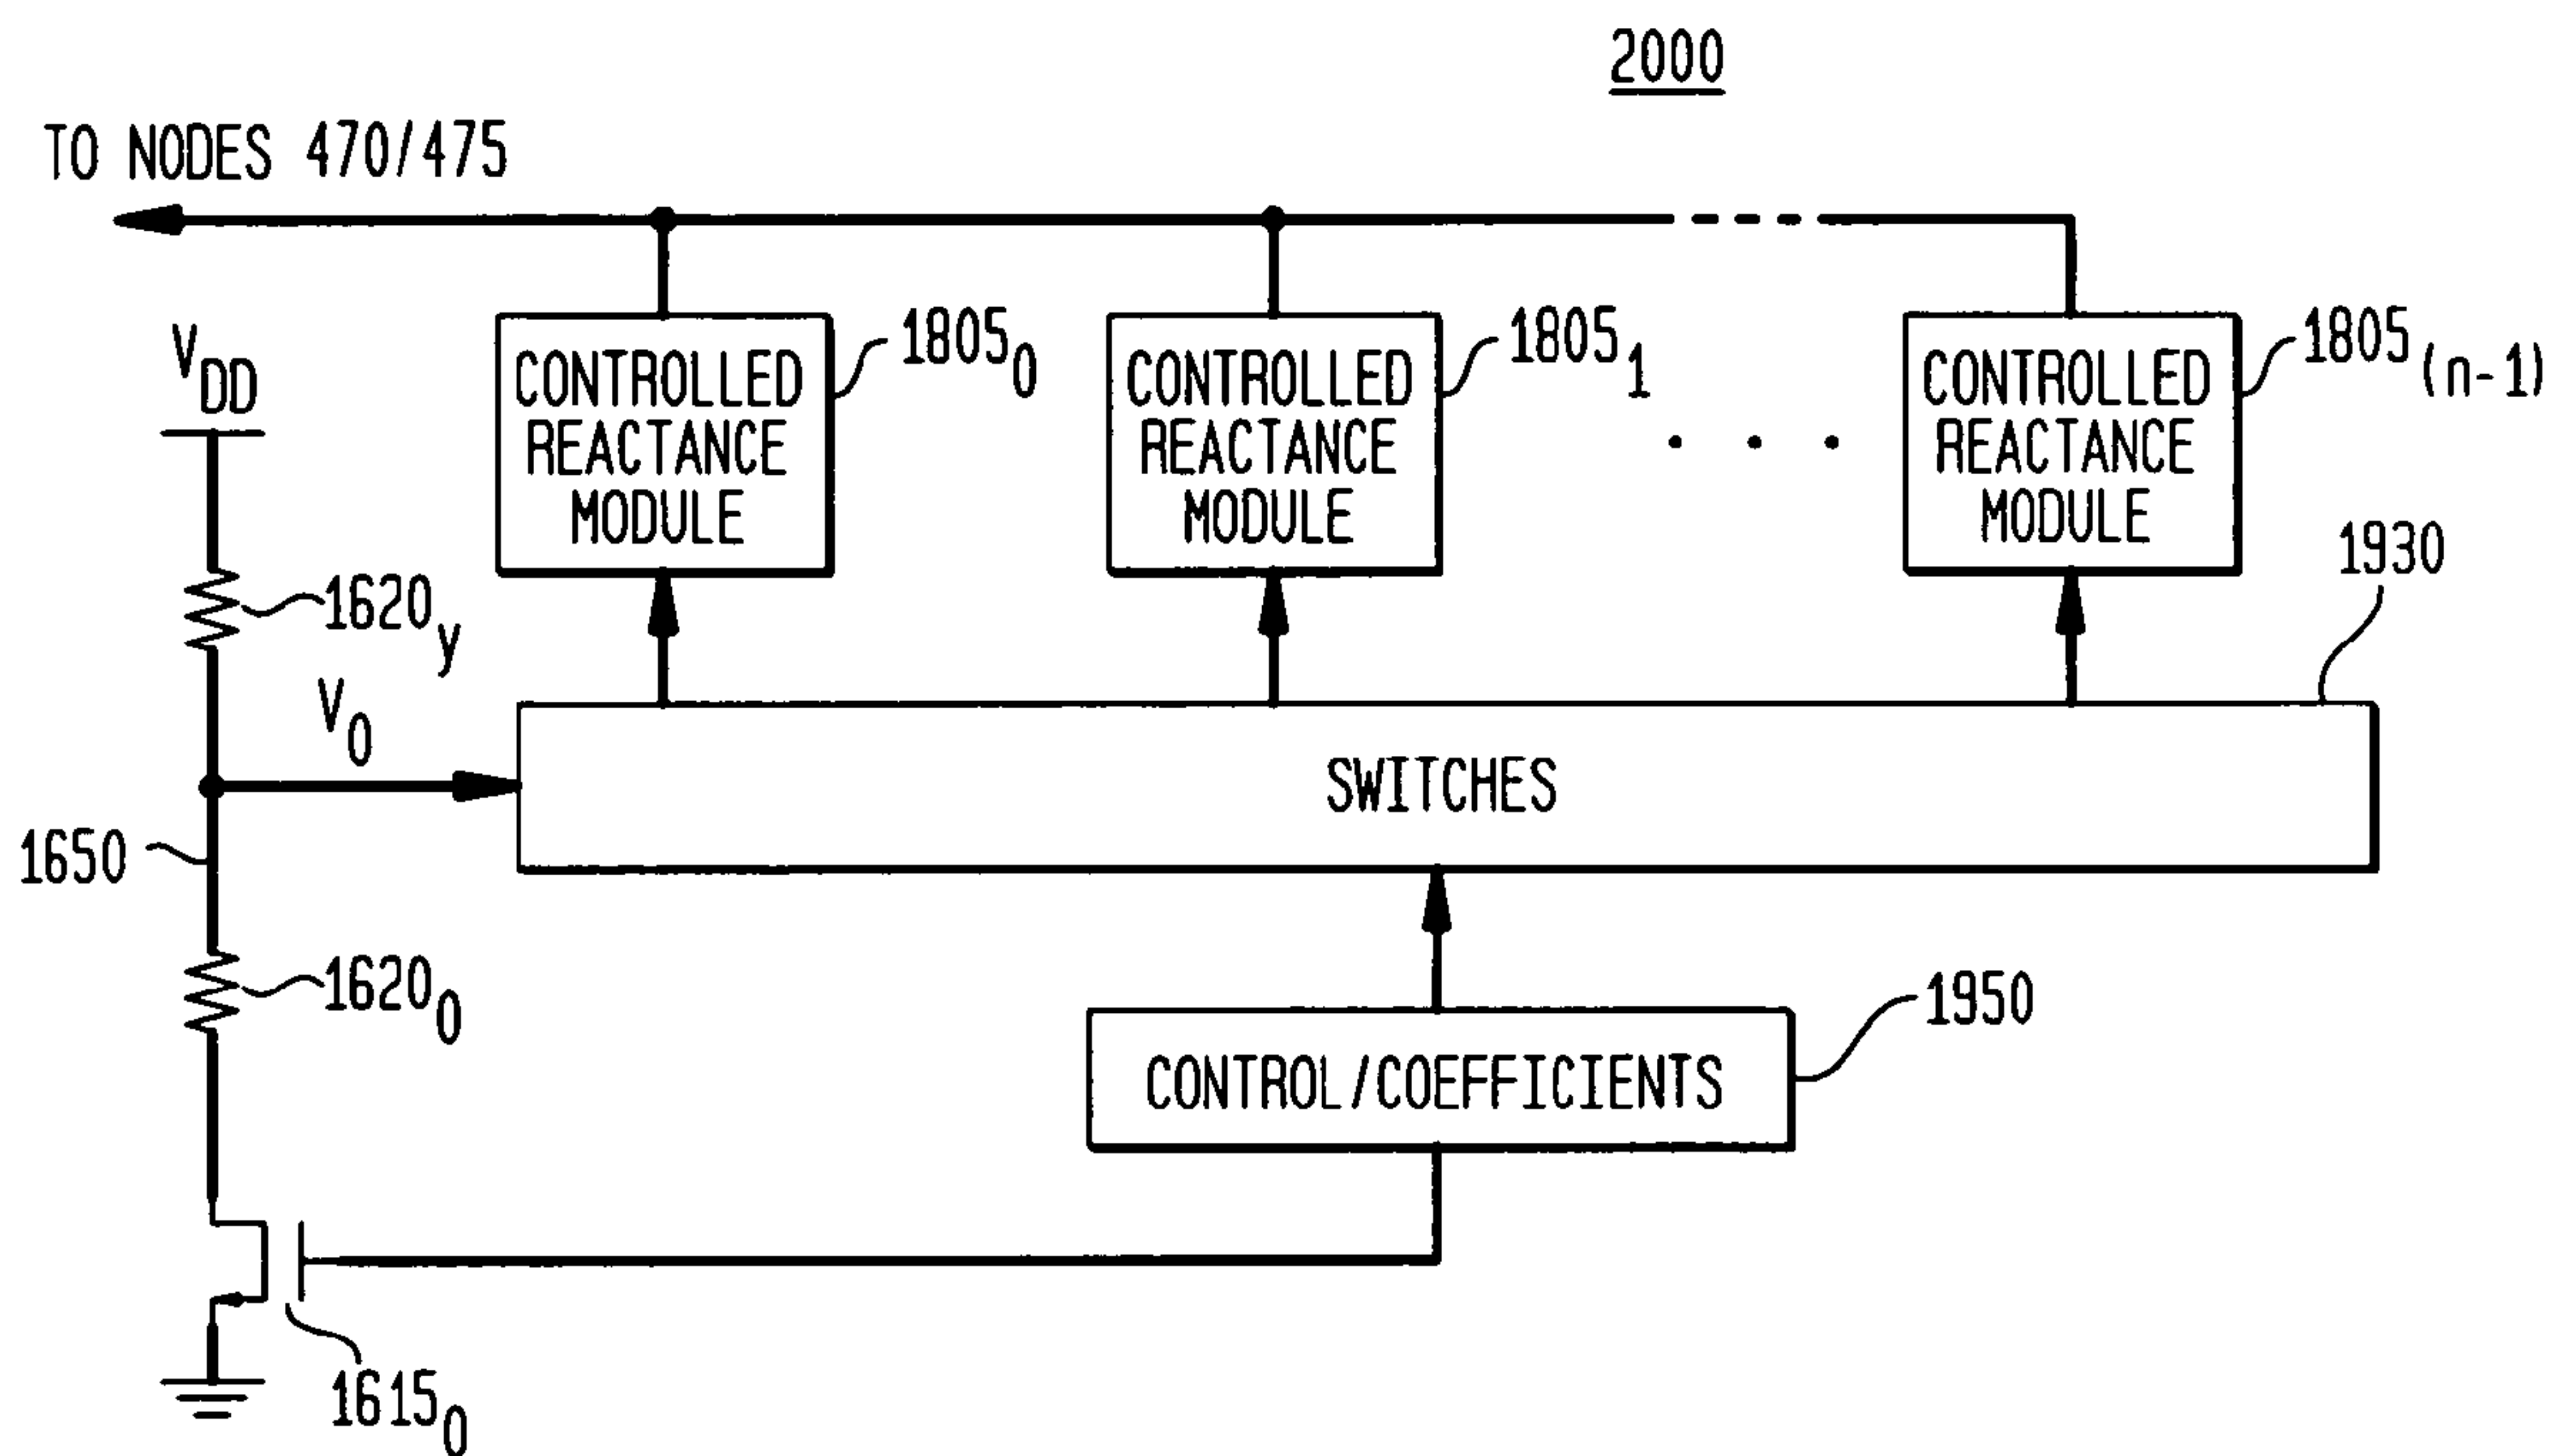 2000
TO NODES 470/475
V_DD
CONTROLLED
REACTANCE
MODULE
1805_0
CONTROLLED
REACTANCE
MODULE
1805_1
. . .
CONTROLLED
REACTANCE
MODULE
1805_(n-1)
1930
1620_y
V_0
SWITCHES
1650
1620_0
1950
CONTROL/COEFFICIENTS
1615_0